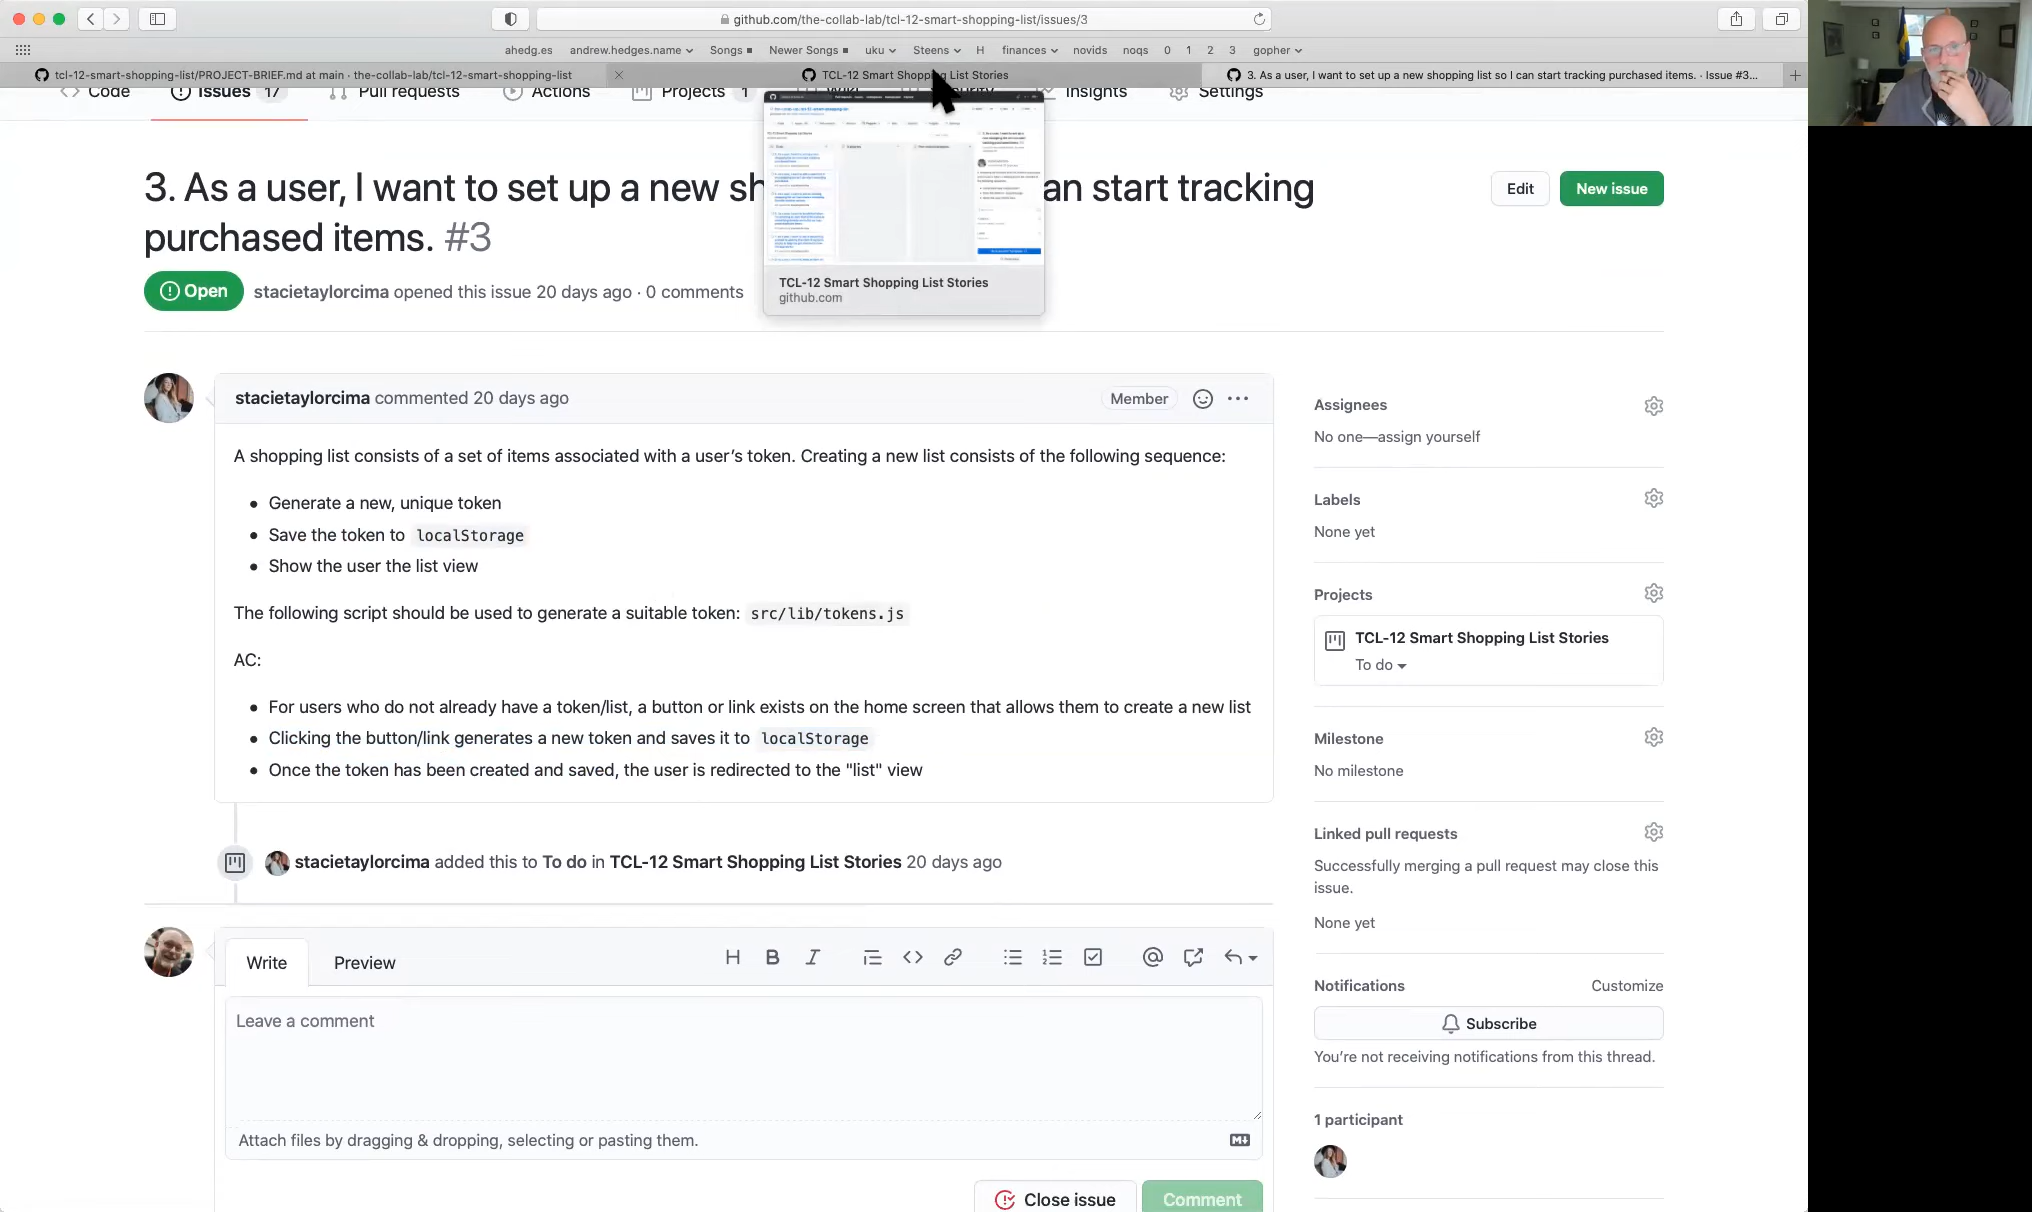 github.com/the-collab-lab/tcl-12-smart-shopping-list/issues/3
ahedg.es andrew.hedges.name Songs Newer Songs uku Steens H finances novids noqs 0 1 2 3 gopher
tcl-12-smart-shopping-list/PROJECT-BRIEF.md at main · the-collab-lab/tcl-12-smart-shopping-list
TCL-12 Smart Shopping List Stories
3. As a user, I want to set up a new shopping list so I can start tracking purchased items. · Issue #3...
Code Issues 17 Pull requests Actions Projects 1 Insights Settings
3. As a user, I want to set up a new sh an start tracking
purchased items. #3
Edit New issue
TCL-12 Smart Shopping List Stories
github.com
Open stacietaylorcima opened this issue 20 days ago · 0 comments
stacietaylorcima commented 20 days ago Member
A shopping list consists of a set of items associated with a user’s token. Creating a new list consists of the following sequence:
• Generate a new, unique token
• Save the token to localStorage
• Show the user the list view
The following script should be used to generate a suitable token: src/lib/tokens.js
AC:
• For users who do not already have a token/list, a button or link exists on the home screen that allows them to create a new list
• Clicking the button/link generates a new token and saves it to localStorage
• Once the token has been created and saved, the user is redirected to the "list" view
stacietaylorcima added this to To do in TCL-12 Smart Shopping List Stories 20 days ago
Write Preview
Leave a comment
Attach files by dragging & dropping, selecting or pasting them.
Close issue Comment
Assignees
No one—assign yourself
Labels
None yet
Projects
TCL-12 Smart Shopping List Stories
To do
Milestone
No milestone
Linked pull requests
Successfully merging a pull request may close this
issue.
None yet
Notifications Customize
Subscribe
You’re not receiving notifications from this thread.
1 participant